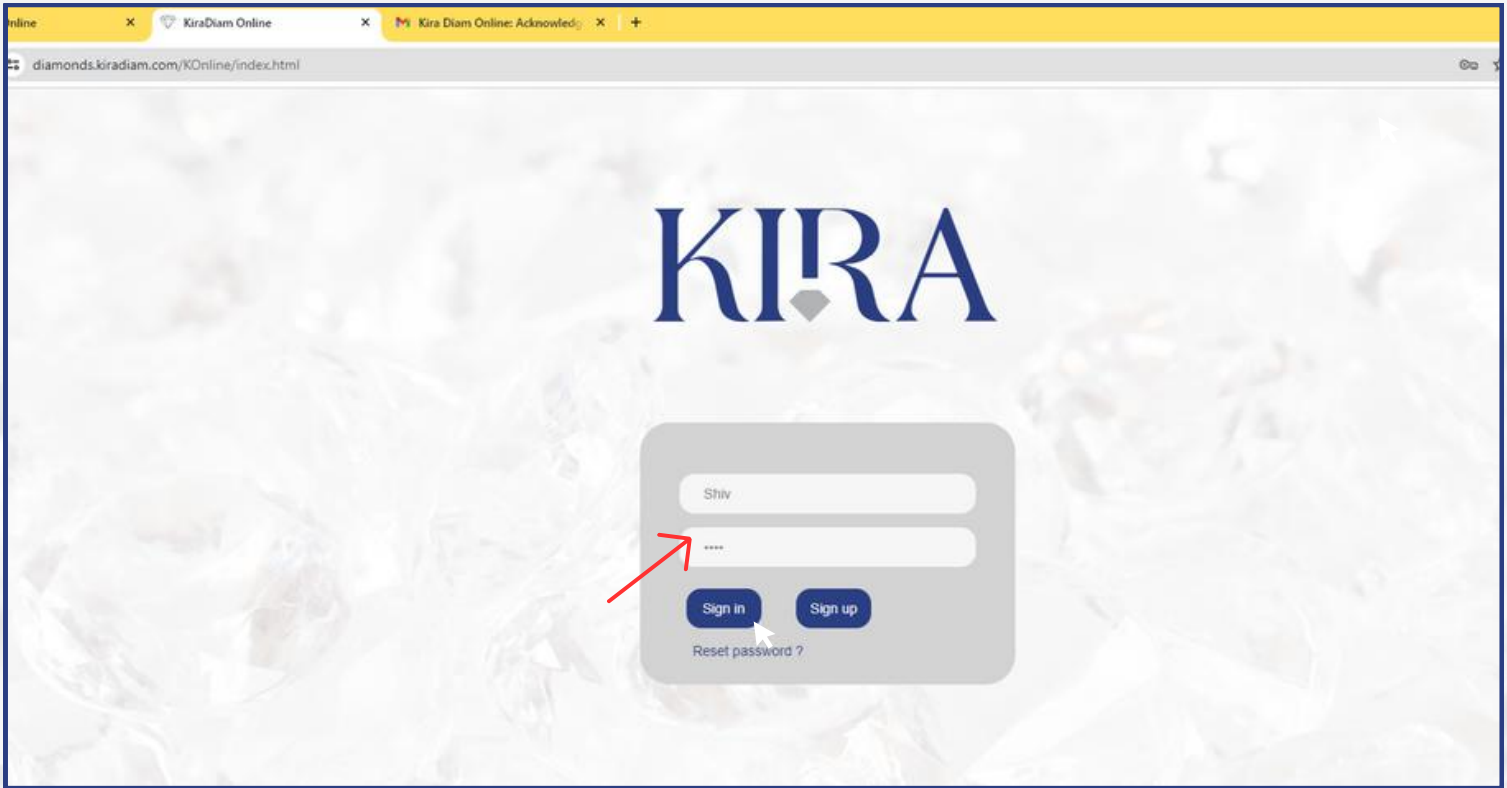 nline
KiraDiam Online
Kira Diam Online: Acknowledg
diamonds.kiradiam.com/KOnline/index.html
KIRA
Shiv
····
Sign in
Sign up
Reset password ?